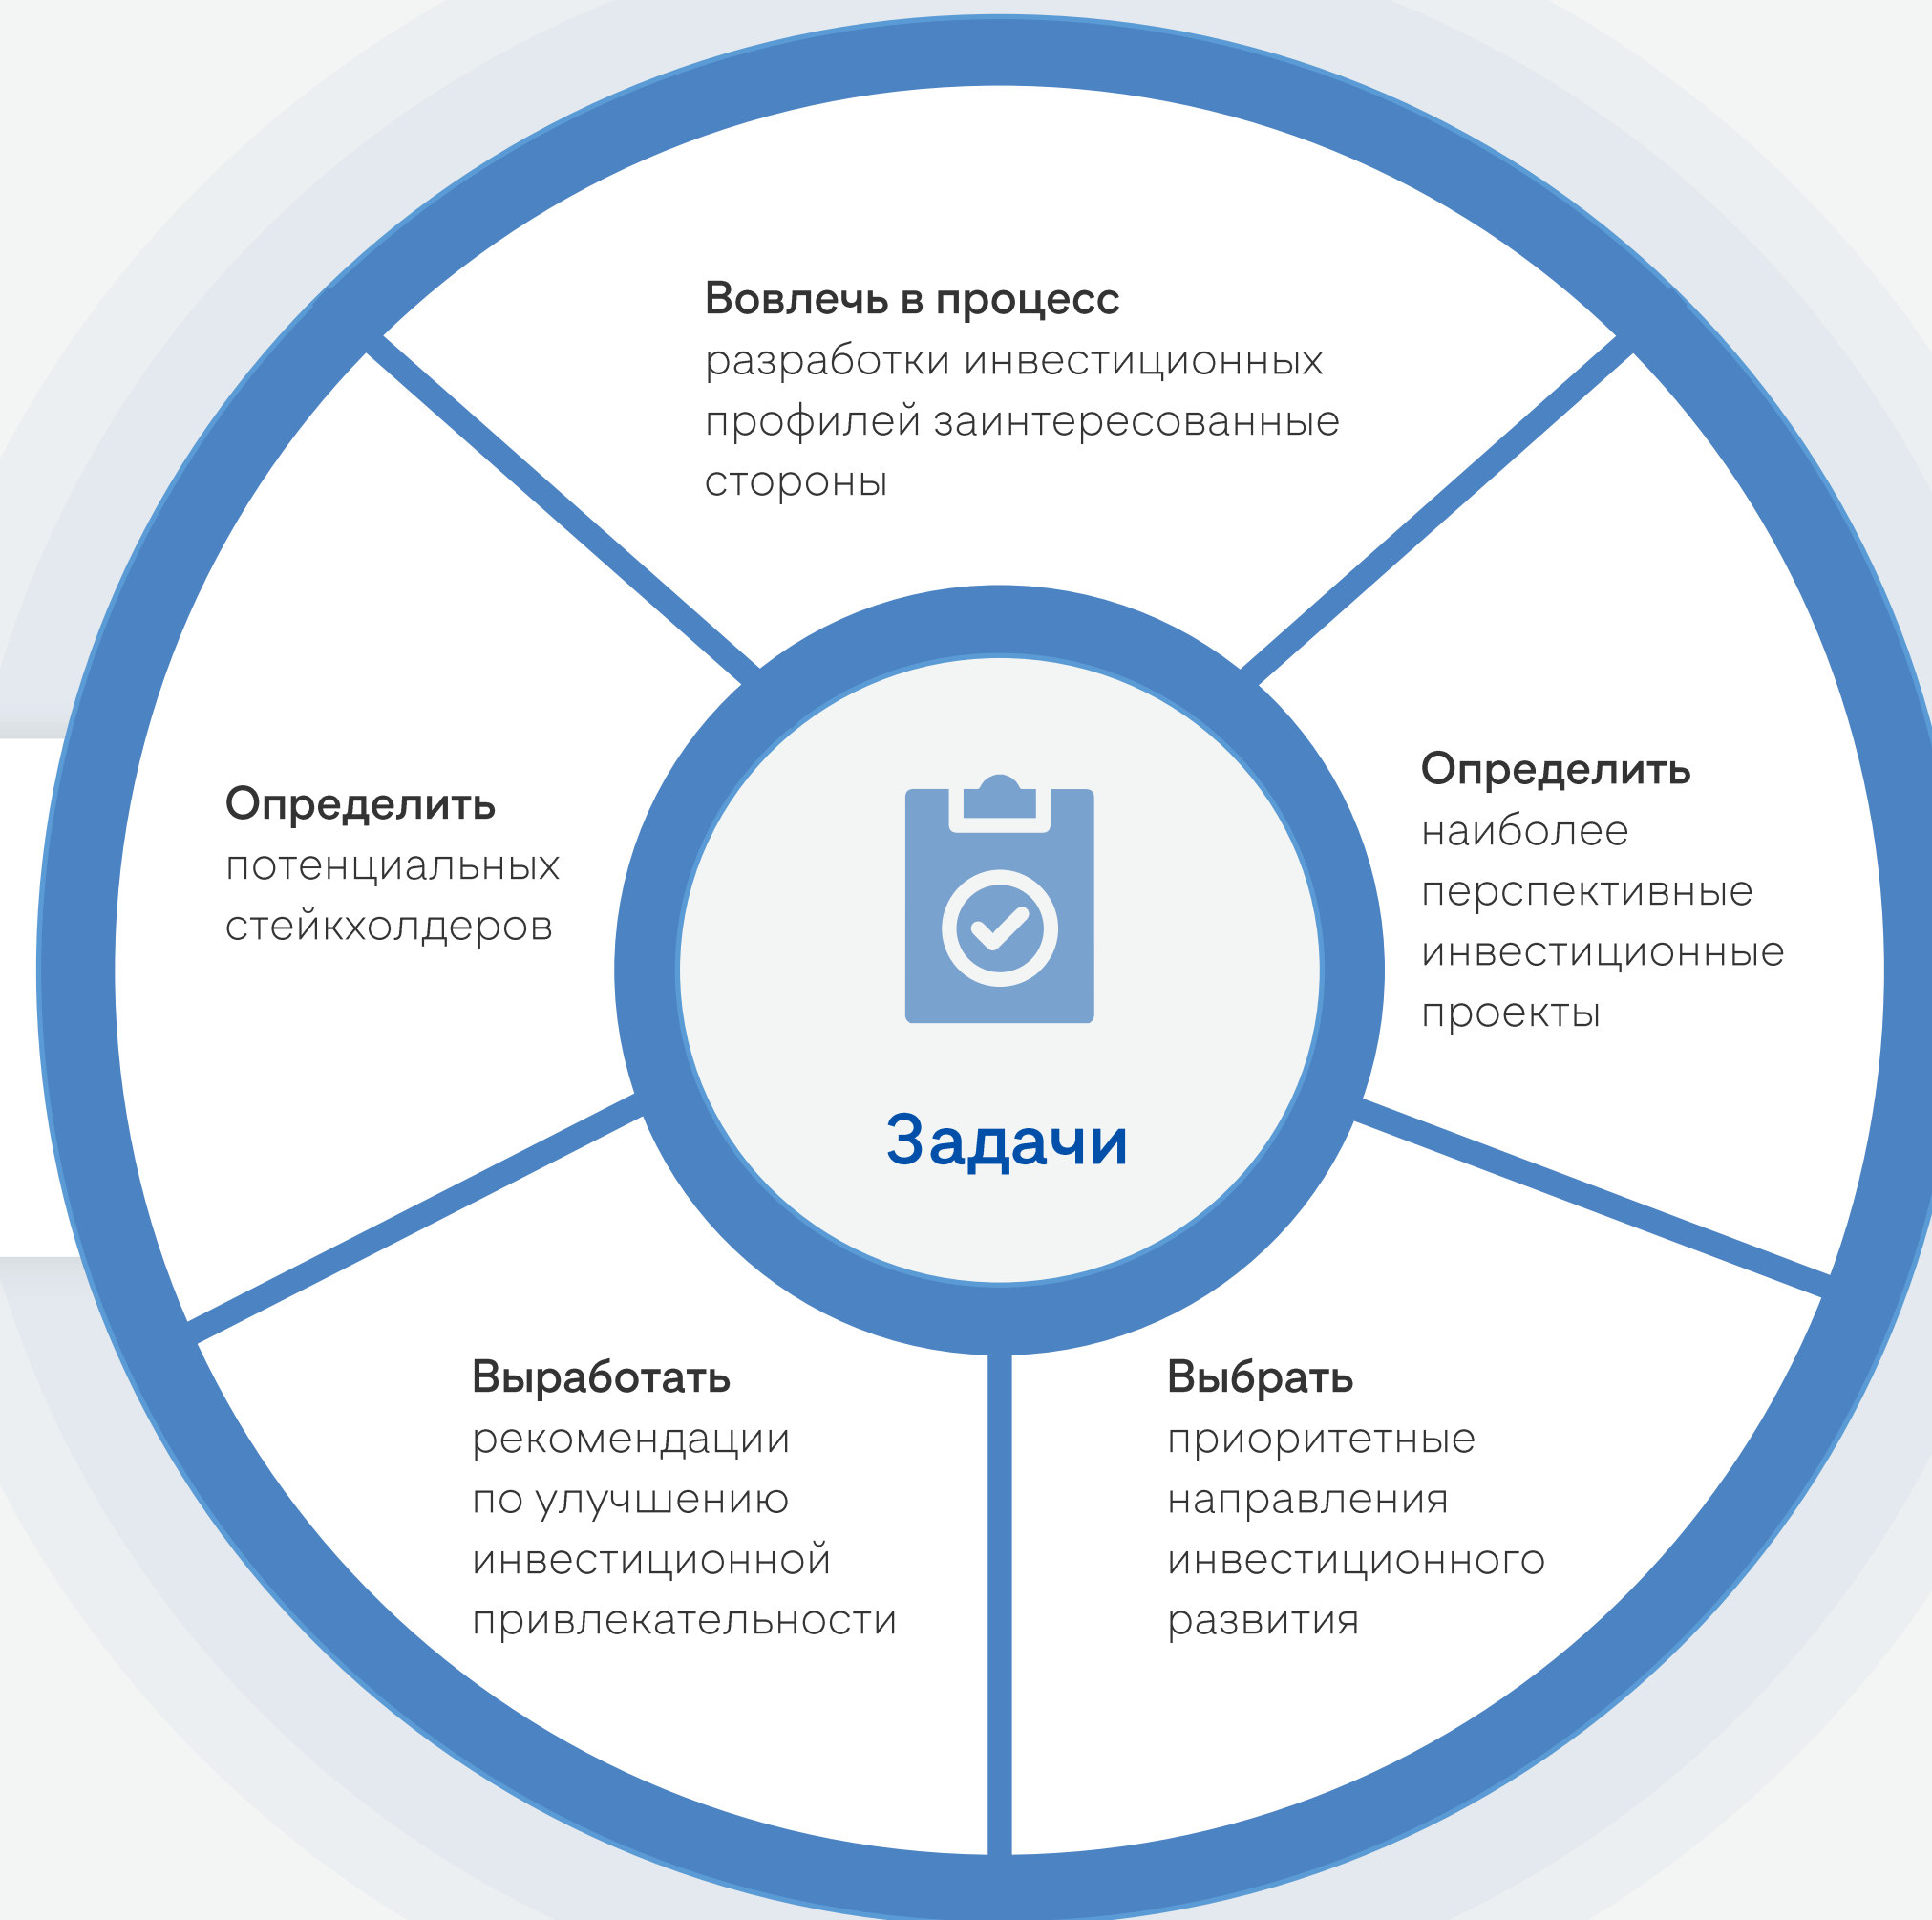 Вовлечь в процесс
разработки инвестиционных
профилей заинтересованные
стороны
Определить
потенциальных
стейкхолдеров
Определить
наиболее
перспективные
инвестиционные
проекты
Задачи
Выработать
рекомендации
по улучшению
инвестиционной
привлекательности
Выбрать
приоритетные
направления
инвестиционного
развития